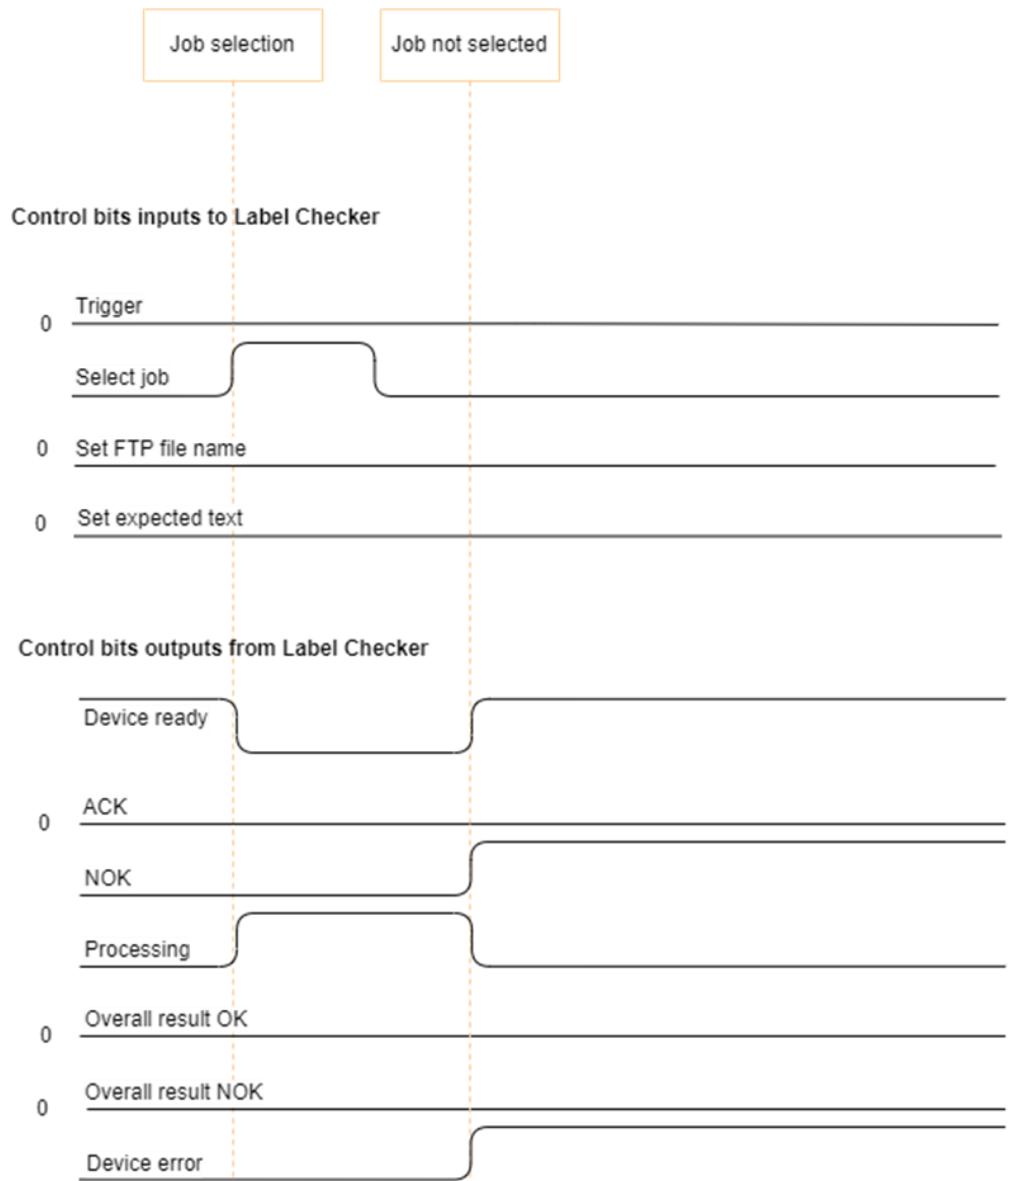 Job selection
Job not selected
Control bits inputs to Label Checker
Trigger
0
Select job
0 Set FTP file name
0 Set expected text
Control bits outputs from Label Checker
Device ready
ACK
0
NOK
Processing
Overall result OK
0
Overall result NOK
0
Device error